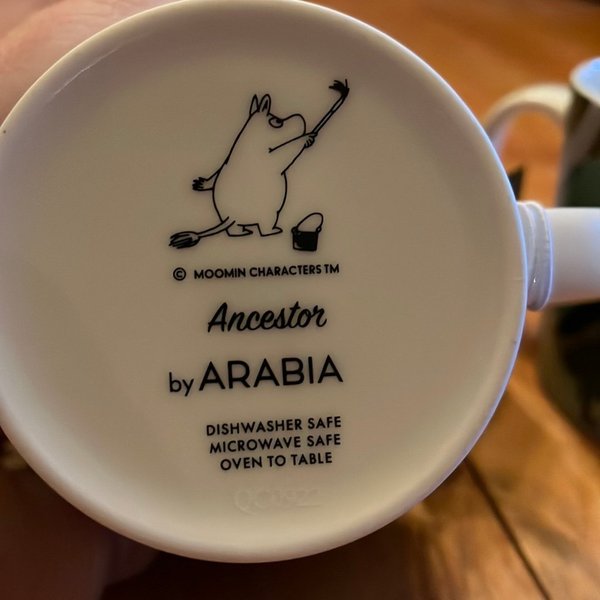 © MOOMIN CHARACTERS TM
Ancestor
by ARABIA
DISHWASHER SAFE
MICROWAVE SAFE
OVEN TO TABLE